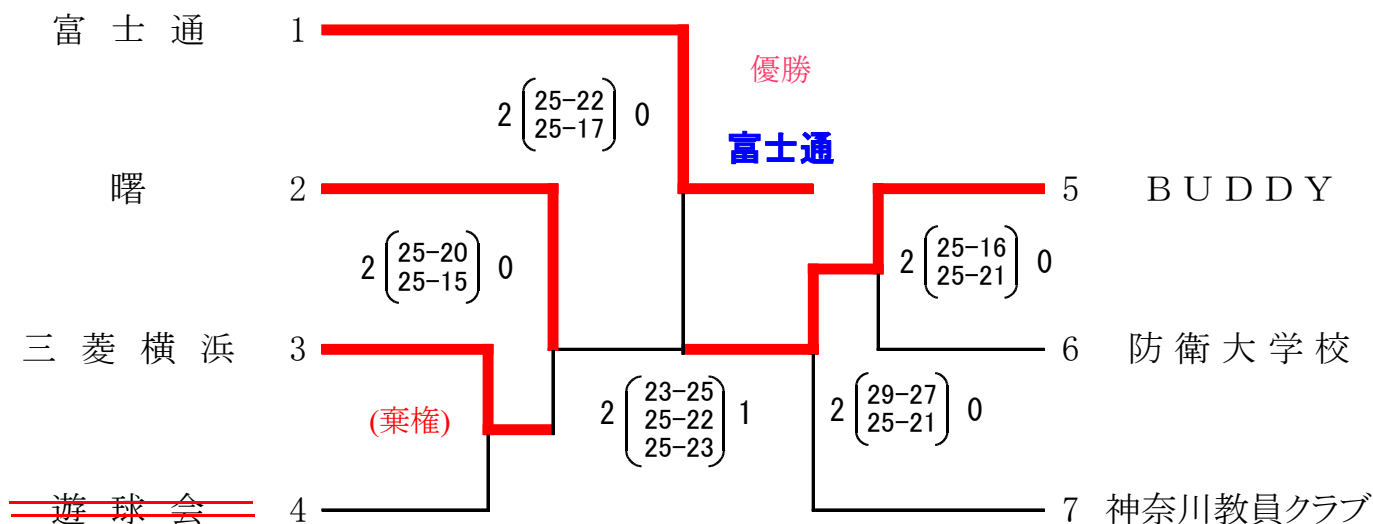 富士通 1
優勝
2 (25-22 25-17) 0
富士通
曙 2
5 BUDDY
2 (25-20 25-15) 0
2 (25-16 25-21) 0
三菱横浜 3
6 防衛大学校
(棄権)
2 (23-25 25-22 25-23) 1
2 (29-27 25-21) 0
遊球会 4
7 神奈川教員クラブ